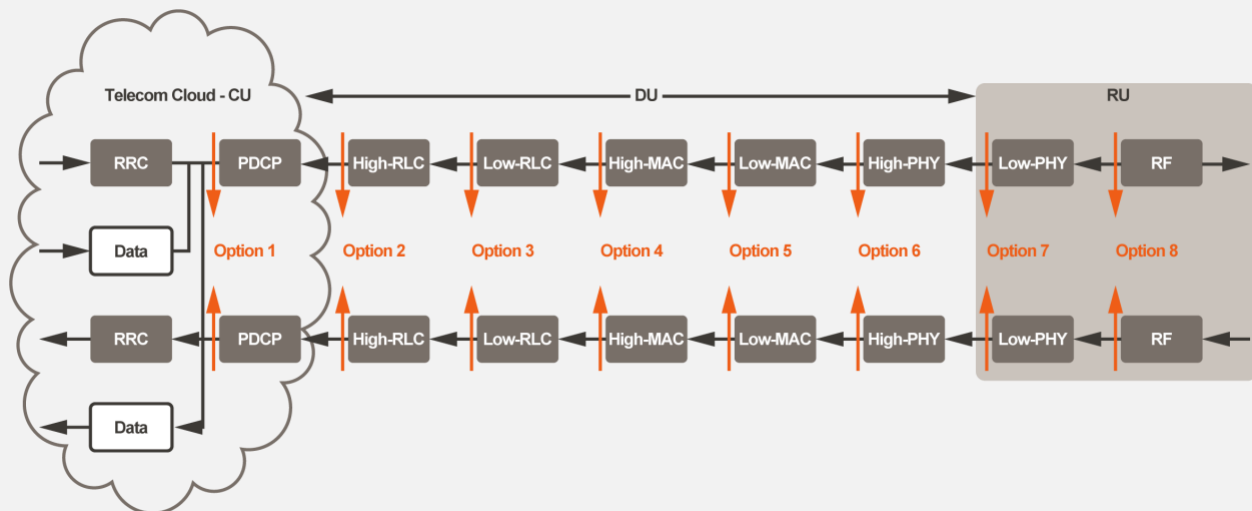 Telecom Cloud - CU
DU
RU
RRC
PDCP
High-RLC
Low-RLC
High-MAC
Low-MAC
High-PHY
Low-PHY
RF
Data
Option 1
Option 2
Option 3
Option 4
Option 5
Option 6
Option 7
Option 8
RRC
PDCP
High-RLC
Low-RLC
High-MAC
Low-MAC
High-PHY
Low-PHY
RF
Data